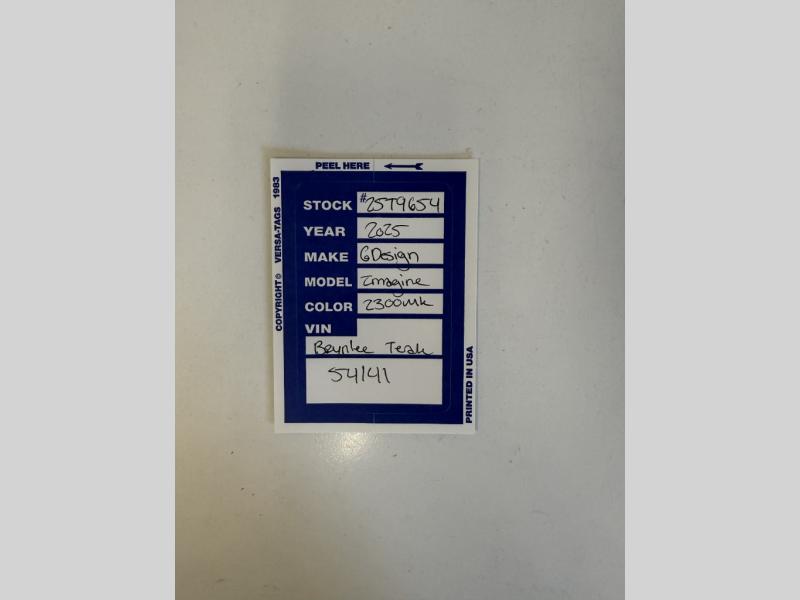 PEEL HERE
COPYRIGHT© VERSA-TAGS 1983
STOCK #25T9654
YEAR 2025
MAKE GDesign
MODEL Imagine
COLOR 2300MK
VIN
Brynlee Teak
54141
PRINTED IN USA